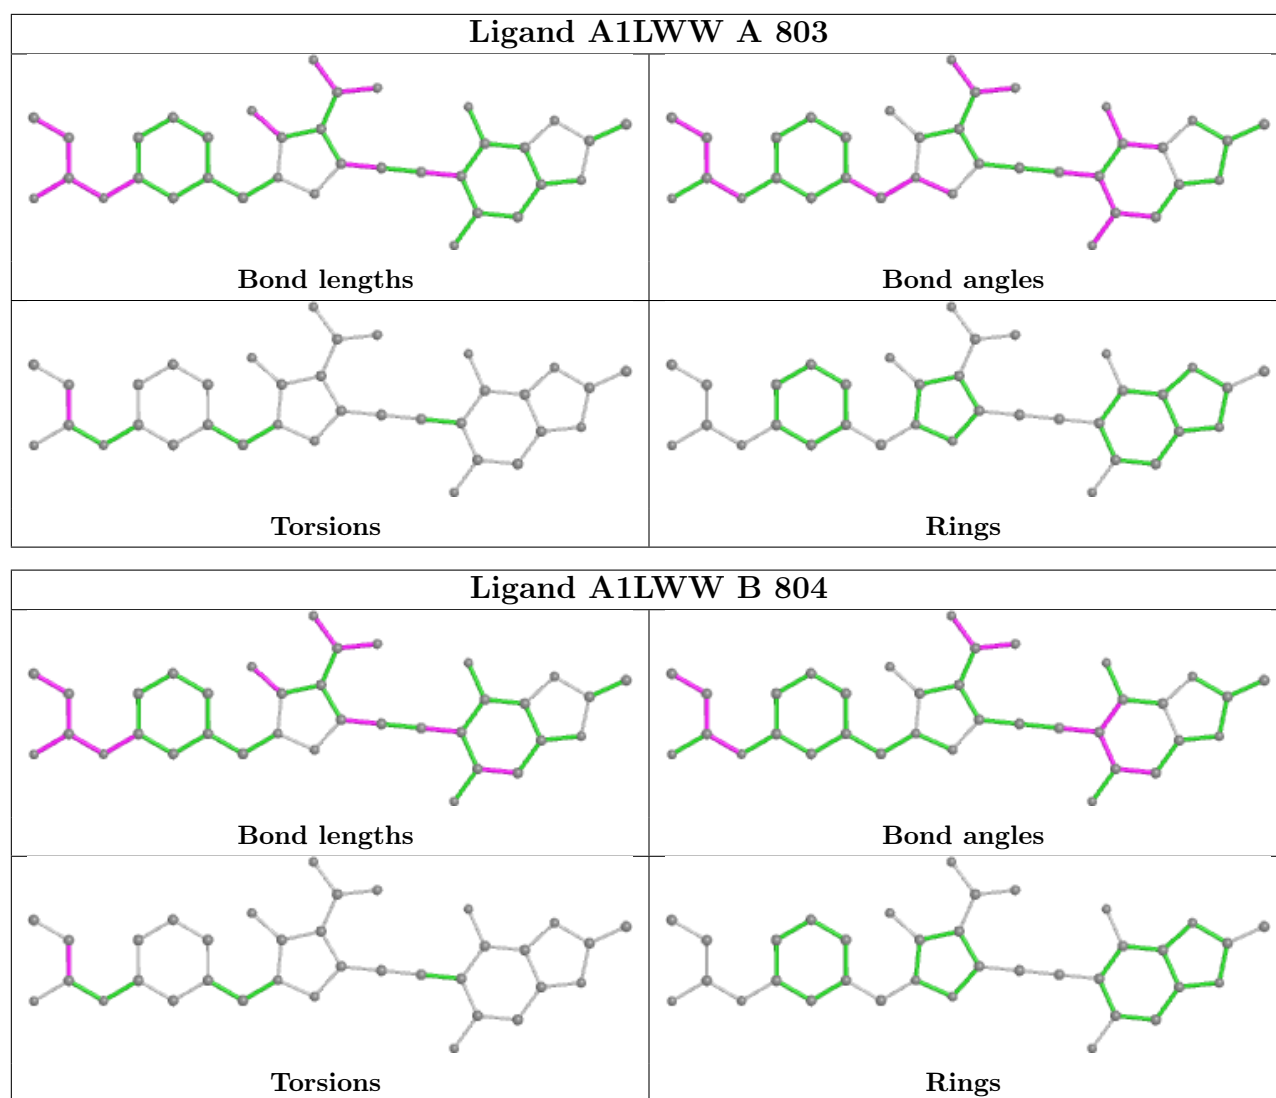 Ligand A1LWW A 803
Bond lengths
Bond angles
Torsions
Rings
Ligand A1LWW B 804
Bond lengths
Bond angles
Torsions
Rings